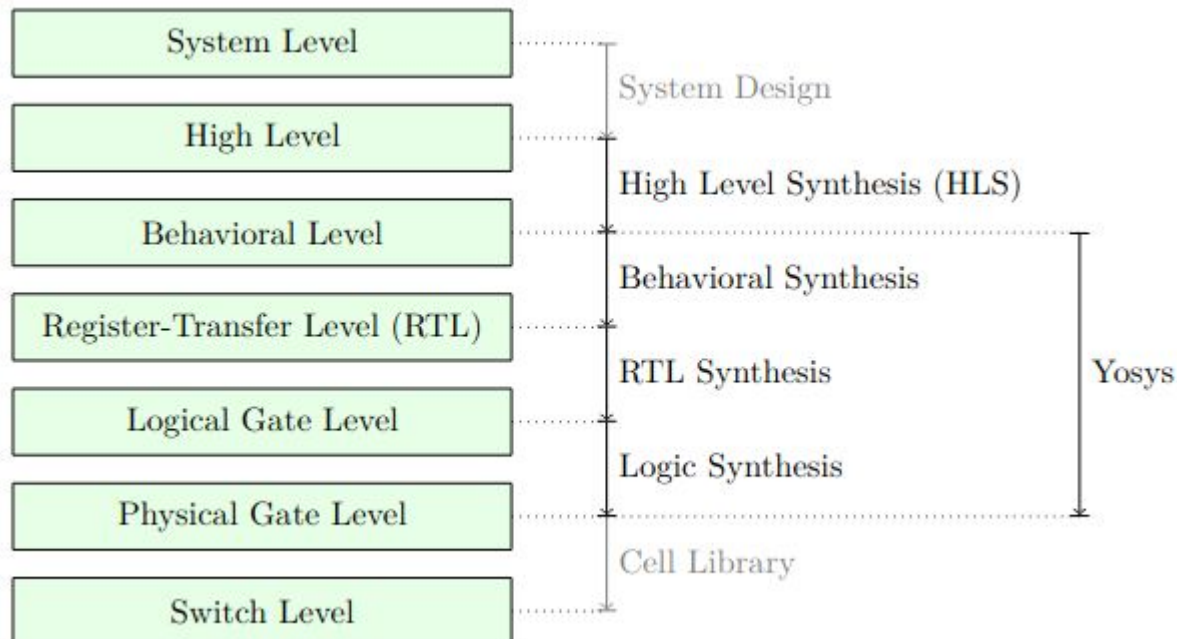 System Level
System Design
High Level
High Level Synthesis (HLS)
Behavioral Level
Behavioral Synthesis
Register-Transfer Level (RTL)
RTL Synthesis
Yosys
Logical Gate Level
Logic Synthesis
Physical Gate Level
Cell Library
Switch Level